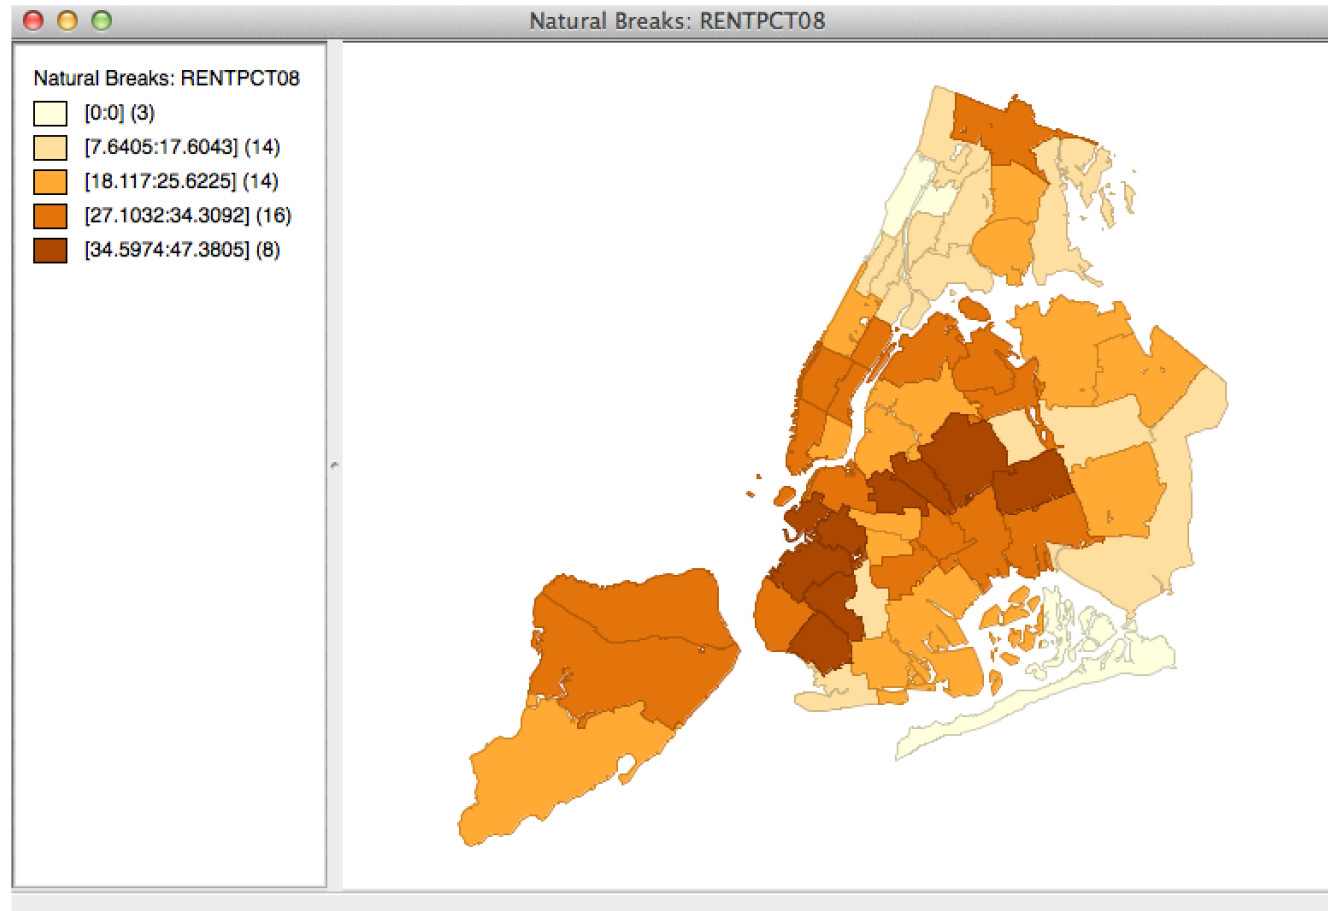 Natural Breaks: RENTPCT08
Natural Breaks: RENTPCT08
[0:0] (3)
[7.6405:17.6043] (14)
[18.117:25.6225] (14)
[27.1032:34.3092] (16)
[34.5974:47.3805] (8)